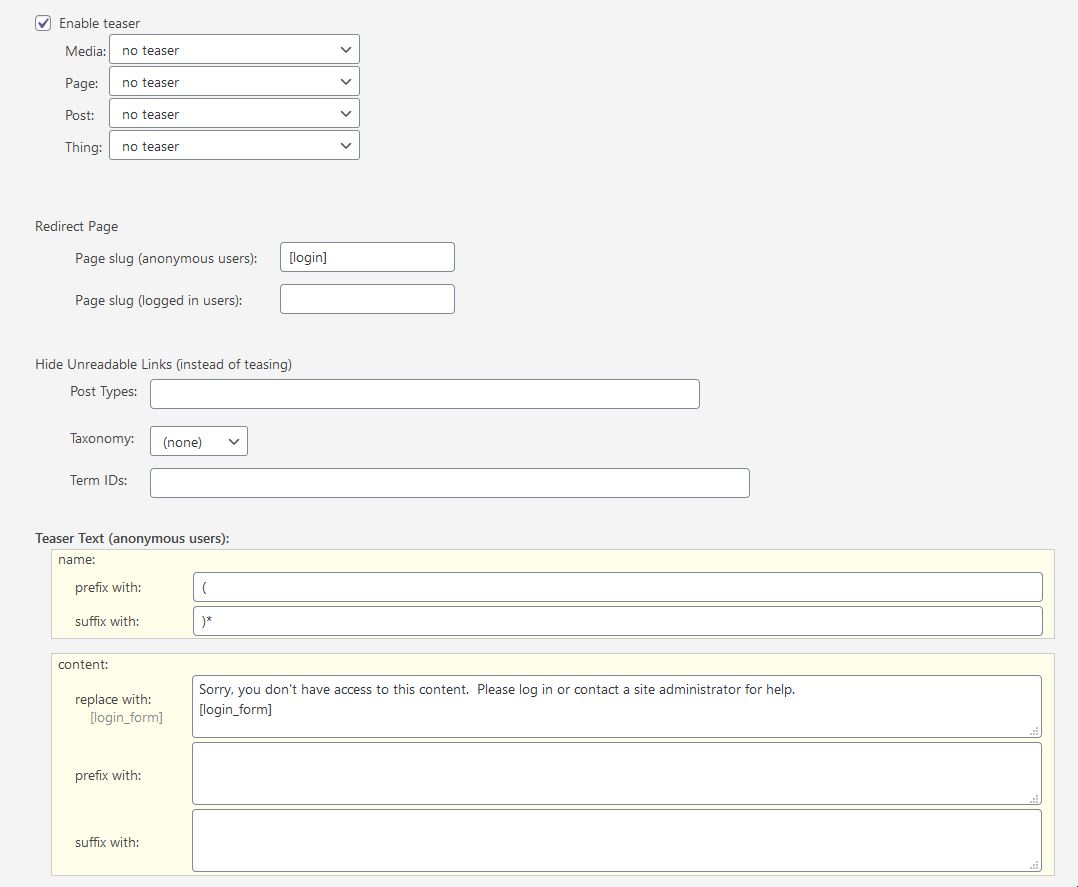 Enable teaser
Media: no teaser
Page: no teaser
Post: no teaser
Thing: no teaser
Redirect Page
Page slug (anonymous users): [login]
Page slug (logged in users):
Hide Unreadable Links (instead of teasing)
Post Types:
Taxonomy: (none)
Term IDs:
Teaser Text (anonymous users):
name:
prefix with: (
suffix with: )*
content:
replace with: Sorry, you don't have access to this content.  Please log in or contact a site administrator for help.
[login_form] [login_form]
prefix with:
suffix with: